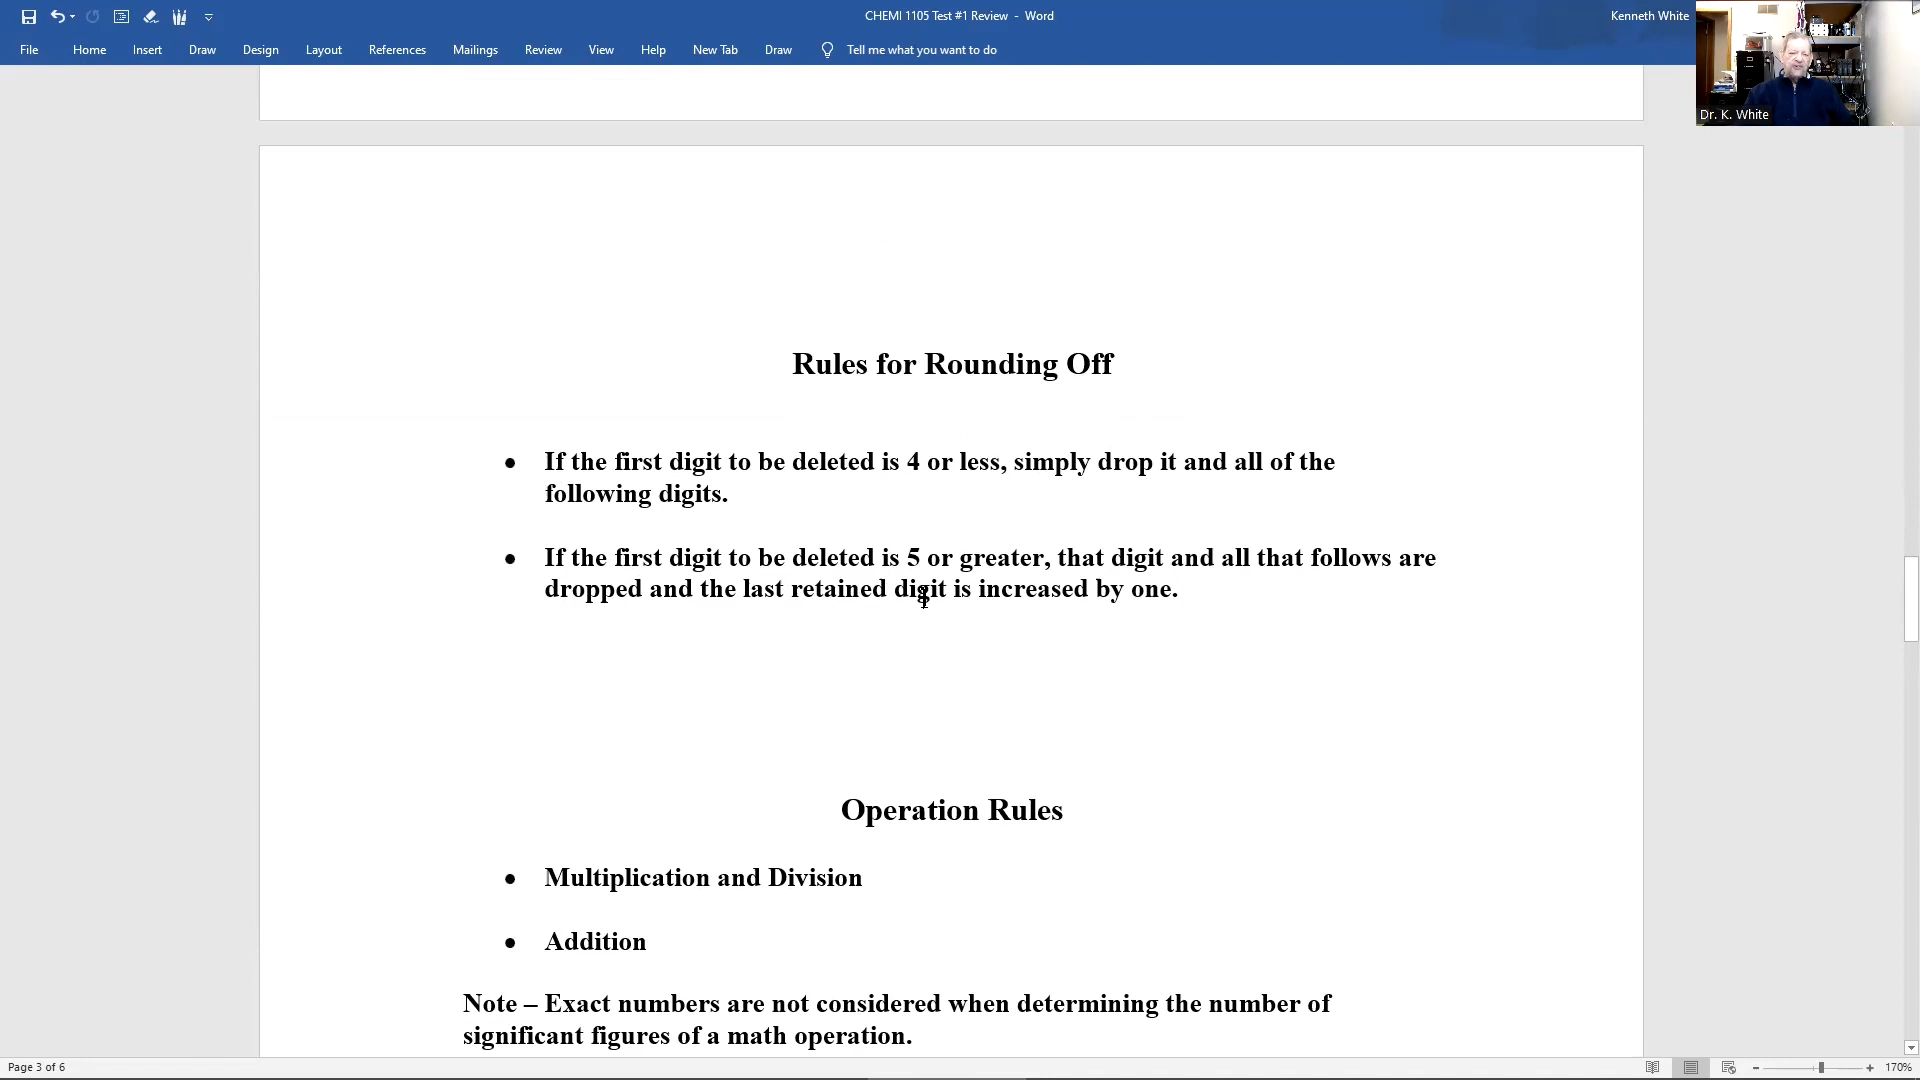 CHEMI 1105 Test #1 Review - Word
Kenneth White
File Home Insert Draw Design Layout References Mailings Review View Help New Tab Draw Tell me what you want to do
Dr. K. White
Rules for Rounding Off
• If the first digit to be deleted is 4 or less, simply drop it and all of the
following digits.
• If the first digit to be deleted is 5 or greater, that digit and all that follows are
dropped and the last retained digit is increased by one.
Operation Rules
• Multiplication and Division
• Addition
Note – Exact numbers are not considered when determining the number of
significant figures of a math operation.
Page 3 of 6
170%